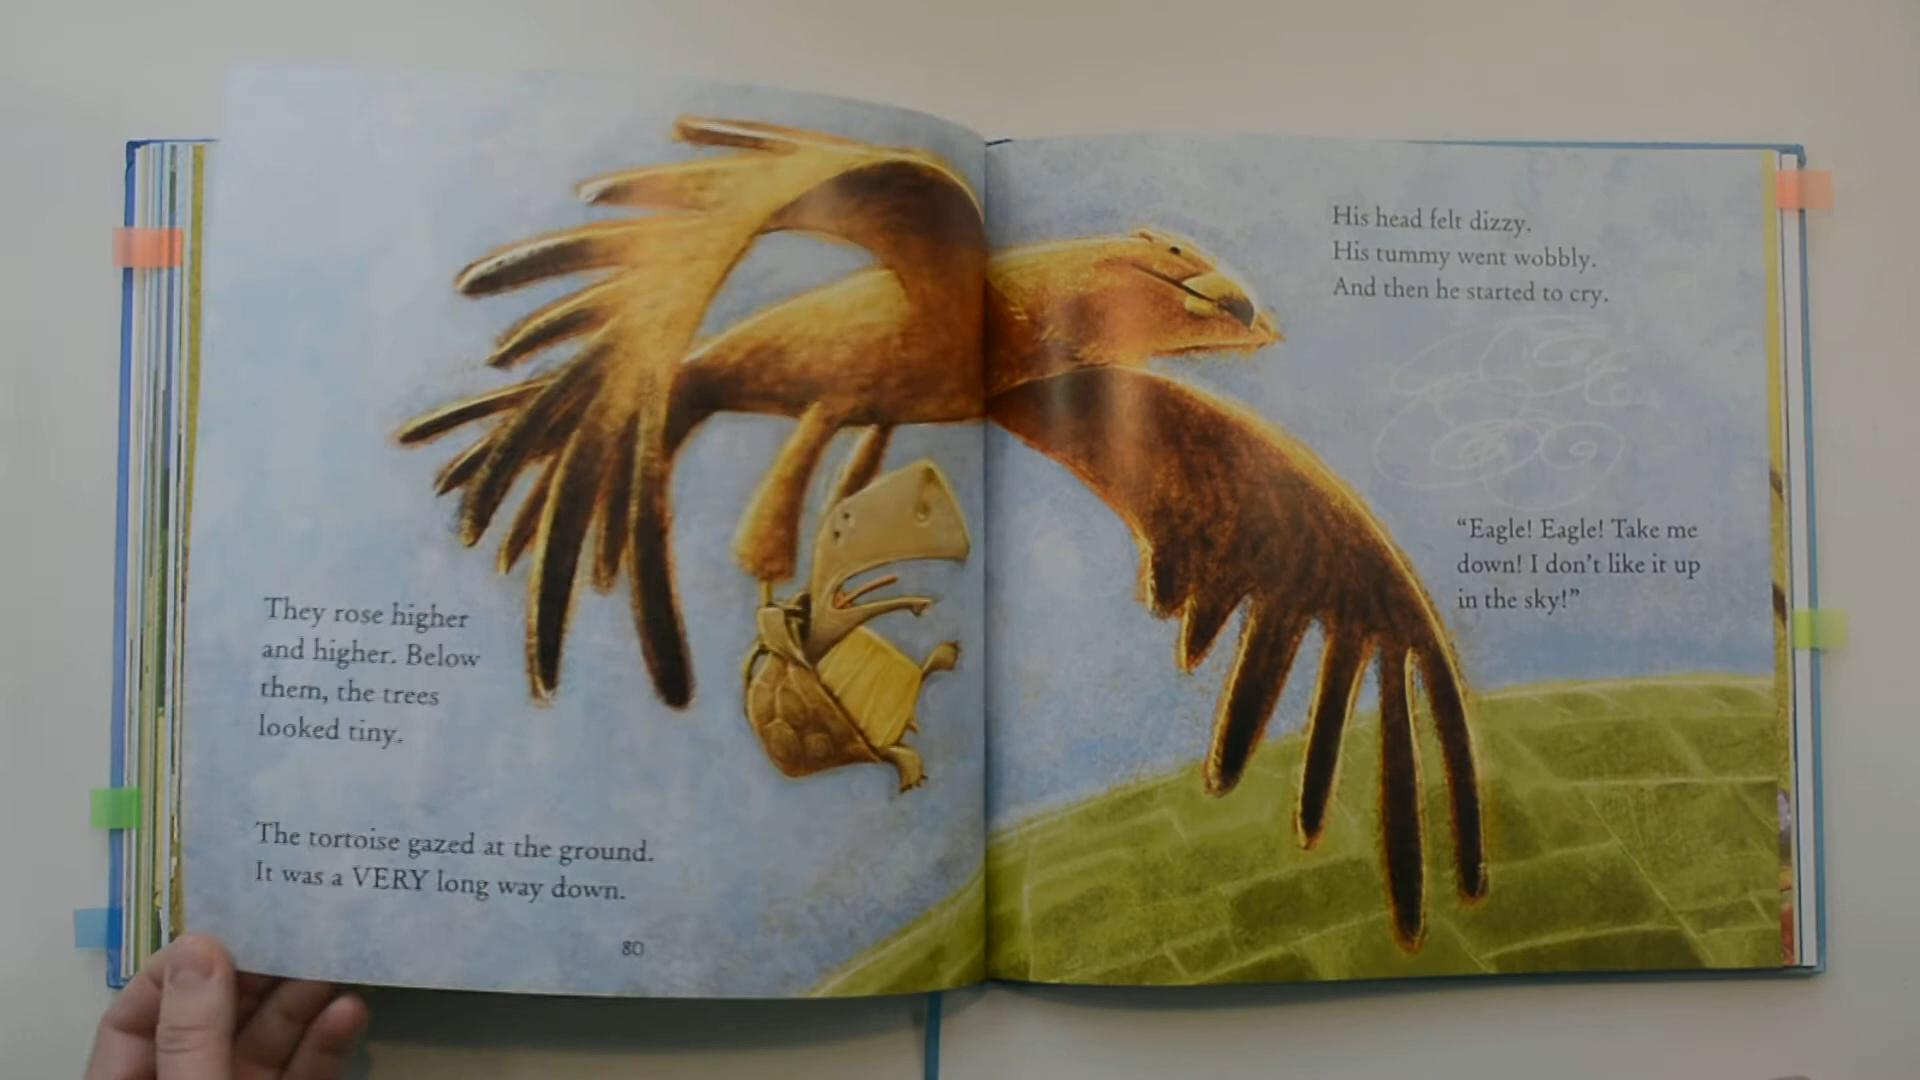 They rose higher
and higher. Below
them, the trees
looked tiny.
The tortoise gazed at the ground.
It was a VERY long way down.
80
His head felt dizzy.
His tummy went wobbly.
And then he started to cry.
“Eagle! Eagle! Take me
down! I don’t like it up
in the sky!”